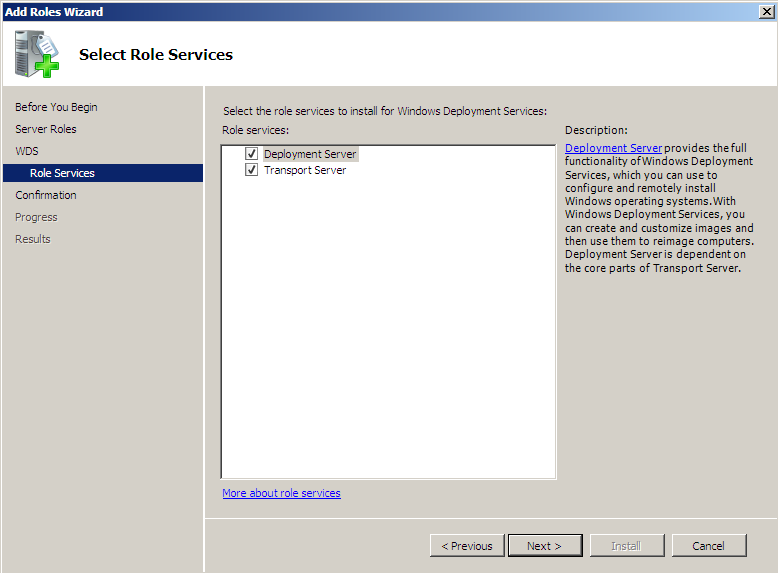 Add Roles Wizard
Select Role Services
Before You Begin
Server Roles
WDS
Role Services
Confirmation
Progress
Results
Select the role services to install for Windows Deployment Services:
Role services:
Deployment Server
Transport Server
More about role services
Description:
Deployment Server provides the full
functionality of Windows Deployment
Services, which you can use to
configure and remotely install
Windows operating systems. With
Windows Deployment Services, you
can create and customize images and
then use them to reimage computers.
Deployment Server is dependent on
the core parts of Transport Server.
< Previous
Next >
Install
Cancel